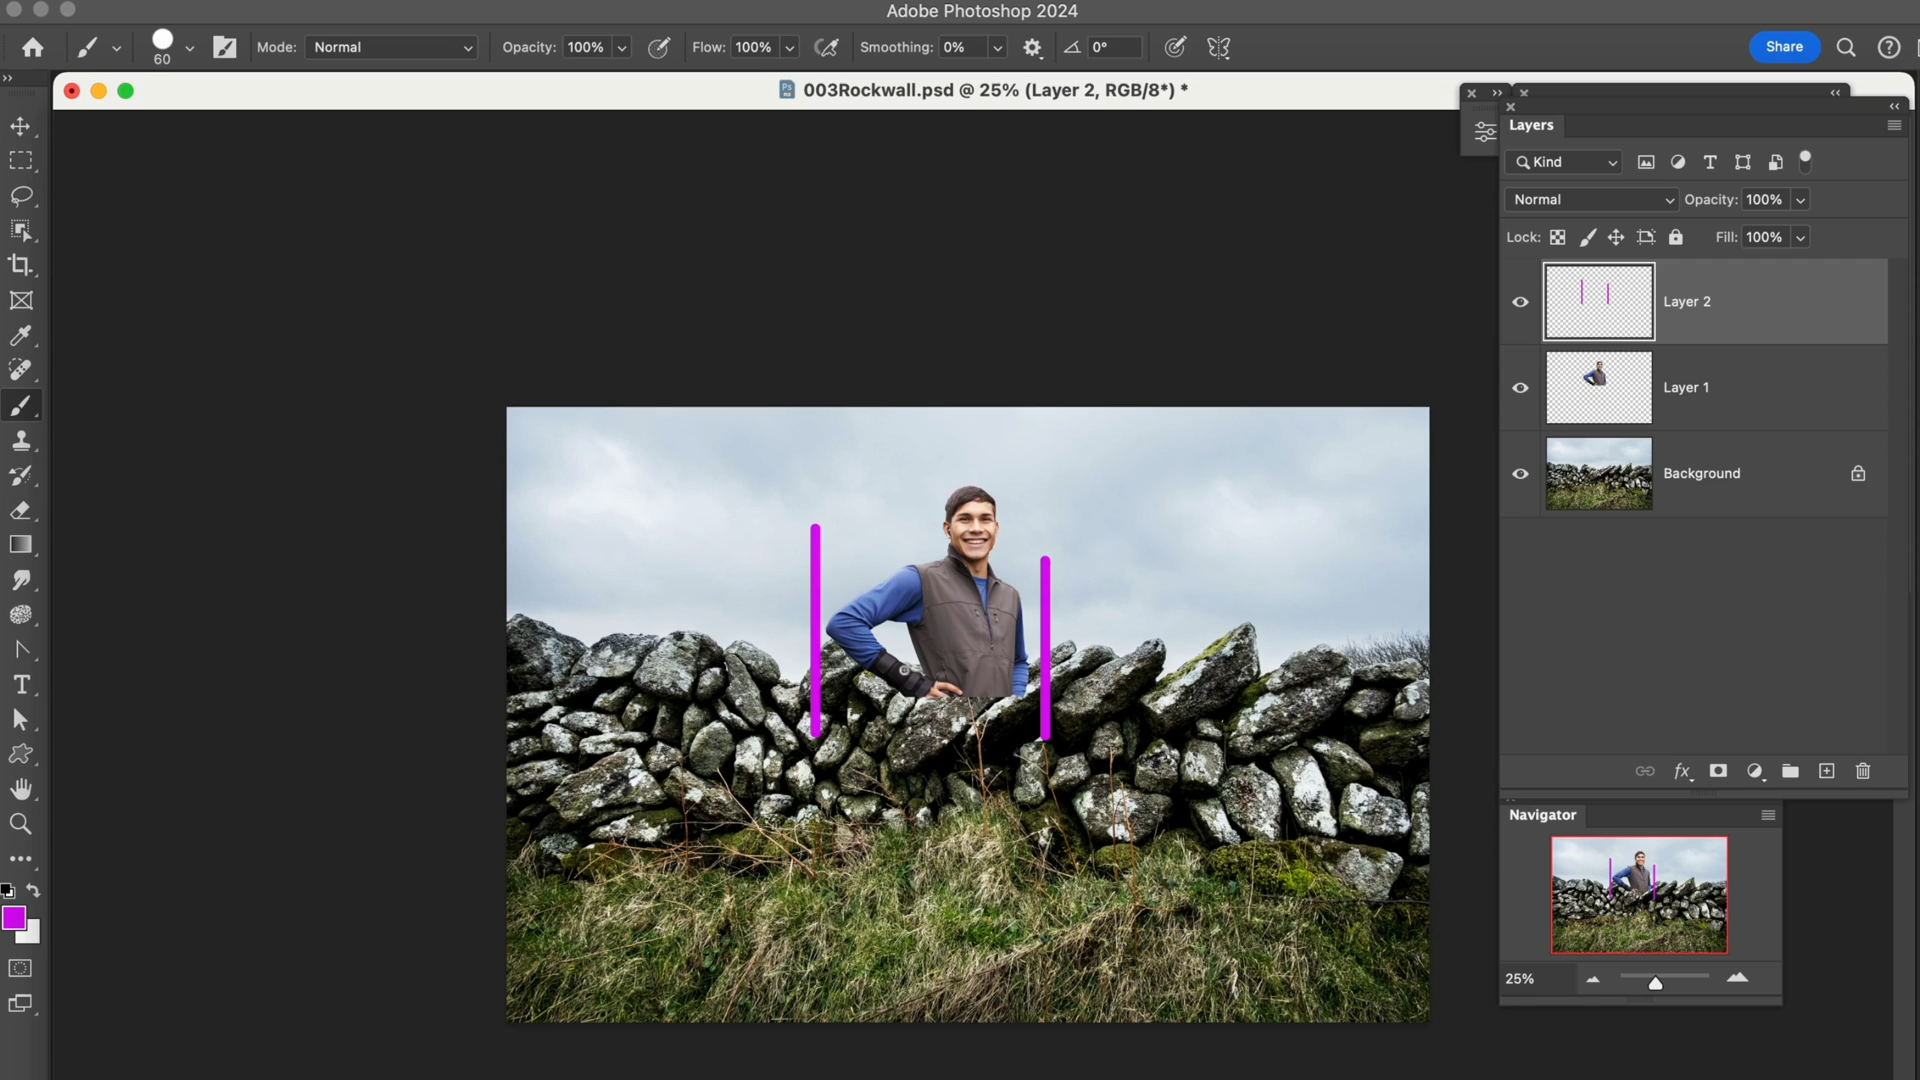 Adobe Photoshop 2024
60
Mode: Normal
Opacity: 100%
Flow: 100%
Smoothing: 0%
0°
Share
003Rockwall.psd @ 25% (Layer 2, RGB/8*) *
Layers
Kind
Normal
Opacity: 100%
Lock:
Fill: 100%
Layer 2
Layer 1
Background
Navigator
25%